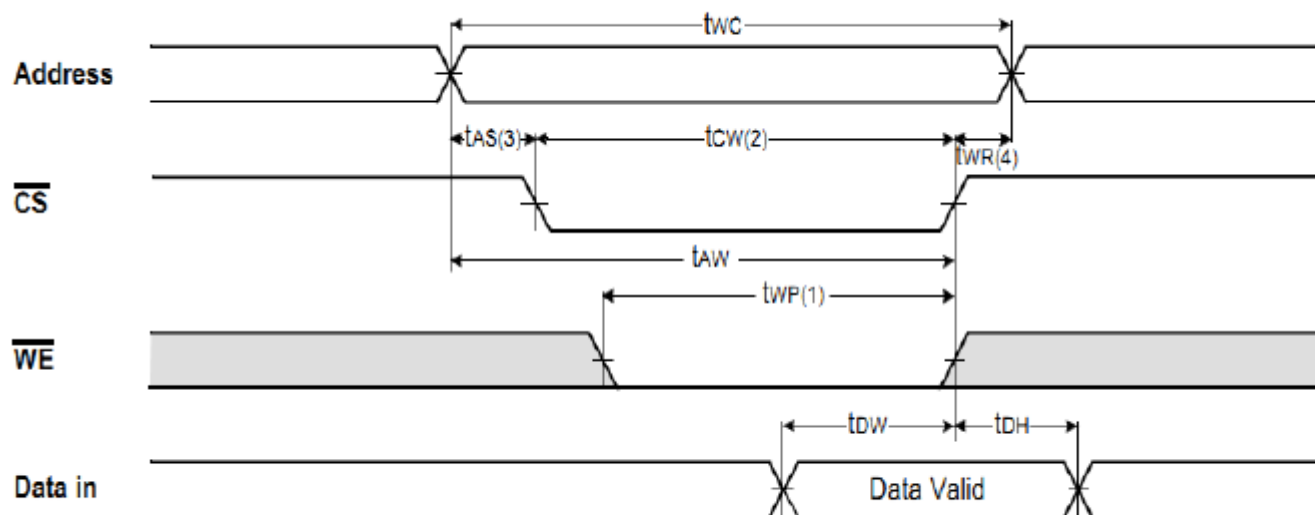 tWC
Address
tAS(3) tCW(2) tWR(4)
CS
tAW
tWP(1)
WE
tDW tDH
Data in Data Valid